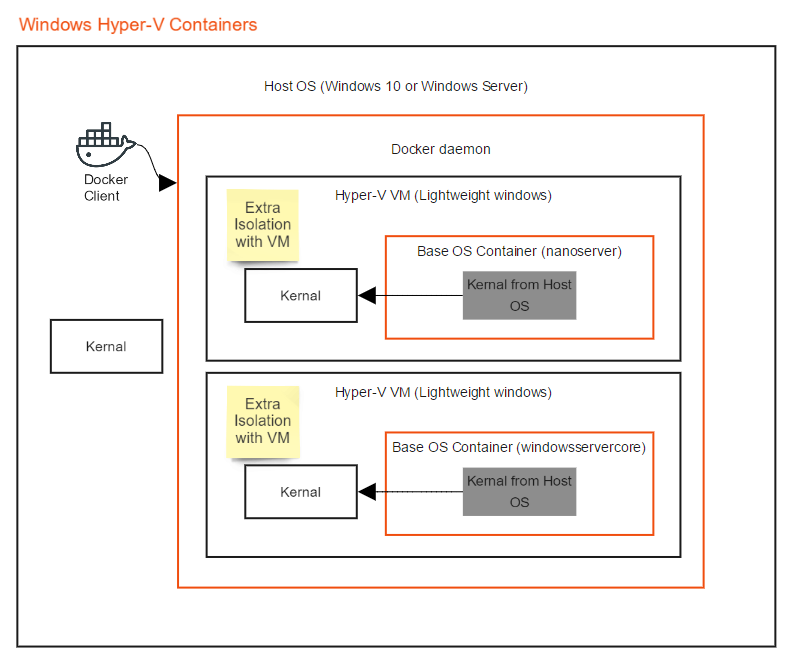 Windows Hyper-V Containers
Host OS (Windows 10 or Windows Server)
Docker
Client
Docker daemon
Hyper-V VM (Lightweight windows)
Extra
Isolation
with VM
Base OS Container (nanoserver)
Kernal
Kernal from Host
OS
Kernal
Hyper-V VM (Lightweight windows)
Extra
Isolation
with VM
Base OS Container (windowsservercore)
Kernal
Kernal from Host
OS